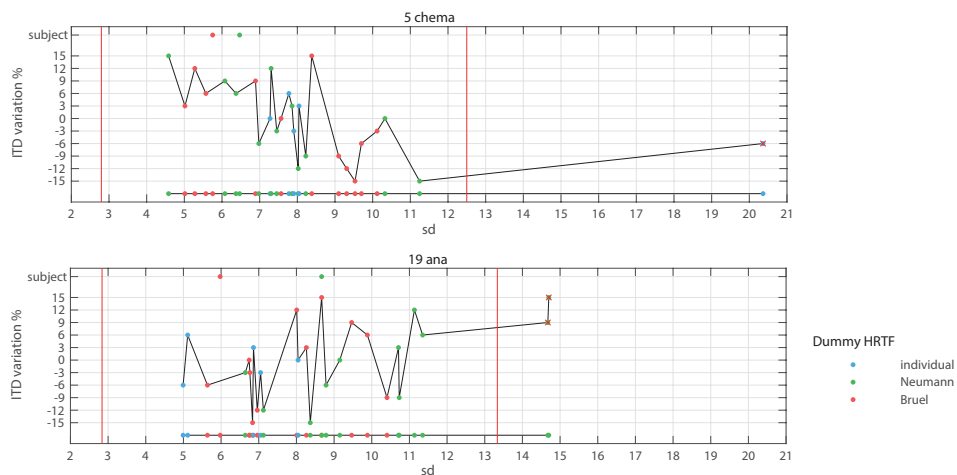 5 chema
subject
15
12
9
6
3
0
-3
-6
-9
-12
-15
ITD variation %
2 3 4 5 6 7 8 9 10 11 12 13 14 15 16 17 18 19 20 21
sd
19 ana
subject
15
12
9
6
3
0
-3
-6
-9
-12
-15
ITD variation %
2 3 4 5 6 7 8 9 10 11 12 13 14 15 16 17 18 19 20 21
sd
Dummy HRTF
individual
Neumann
Bruel